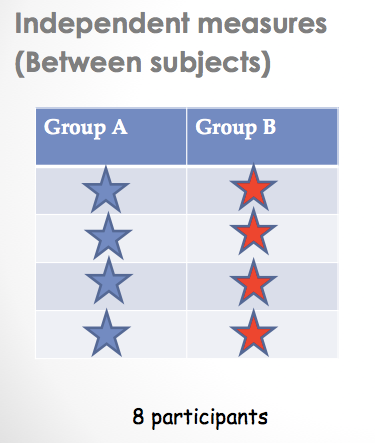 Independent measures
(Between subjects)
Group A Group B
8 participants